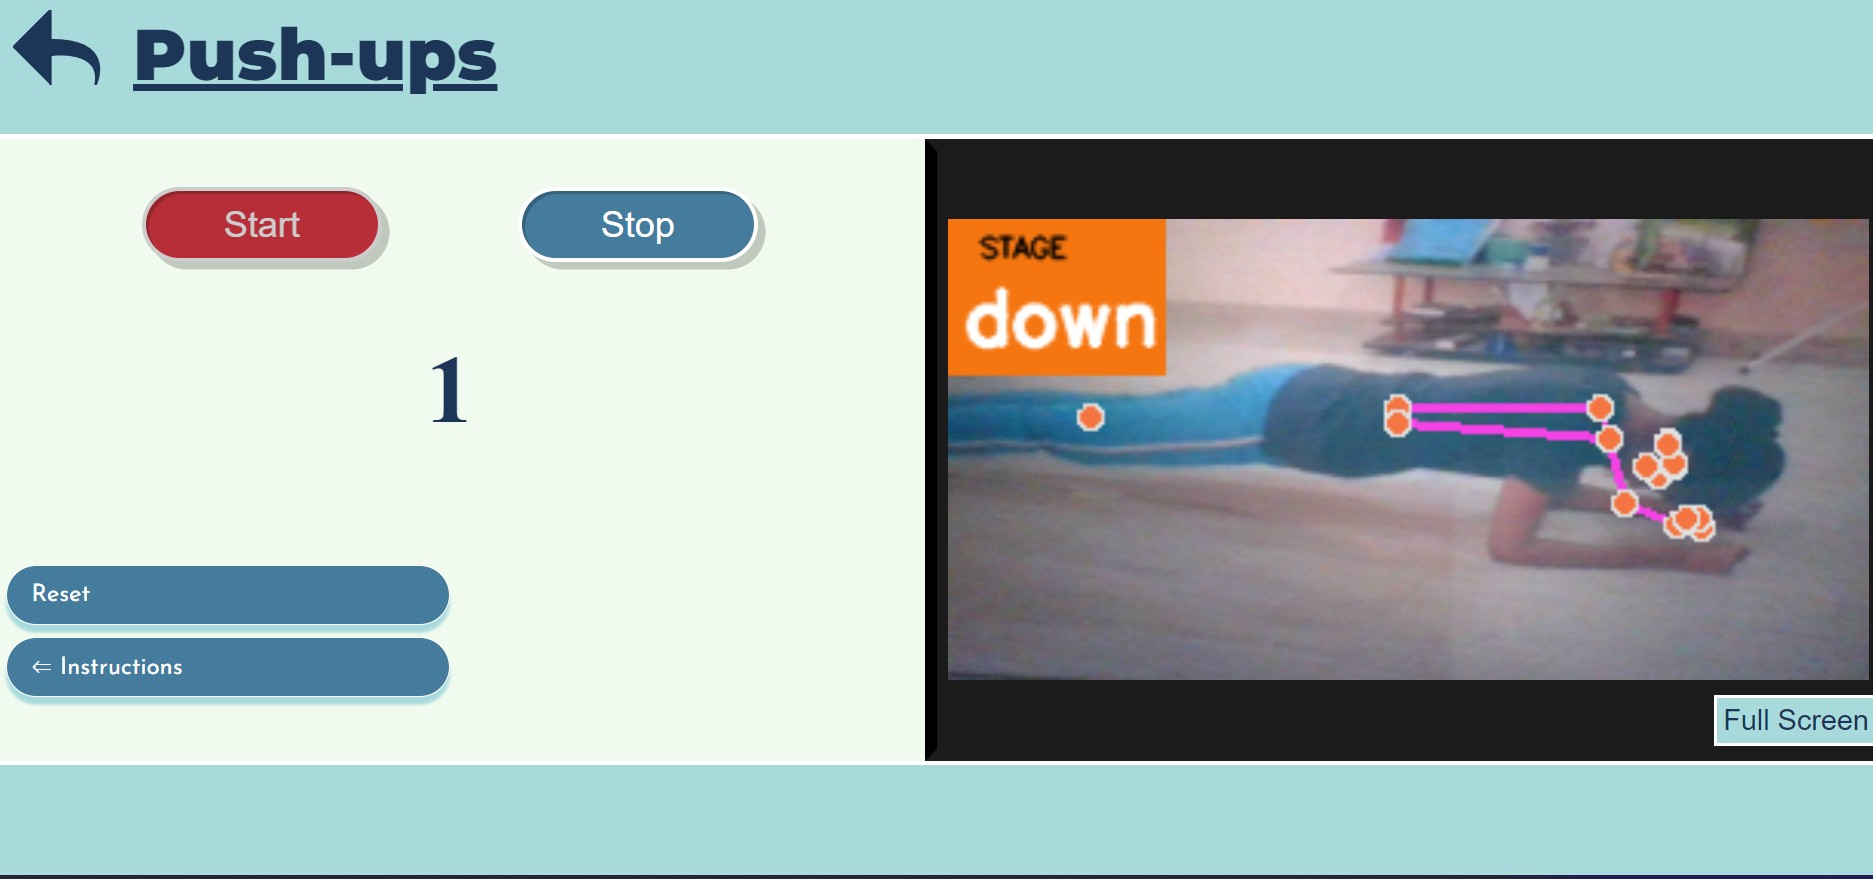 Push-ups
Start
Stop
1
Reset
⇐ Instructions
STAGE
down
Full Screen